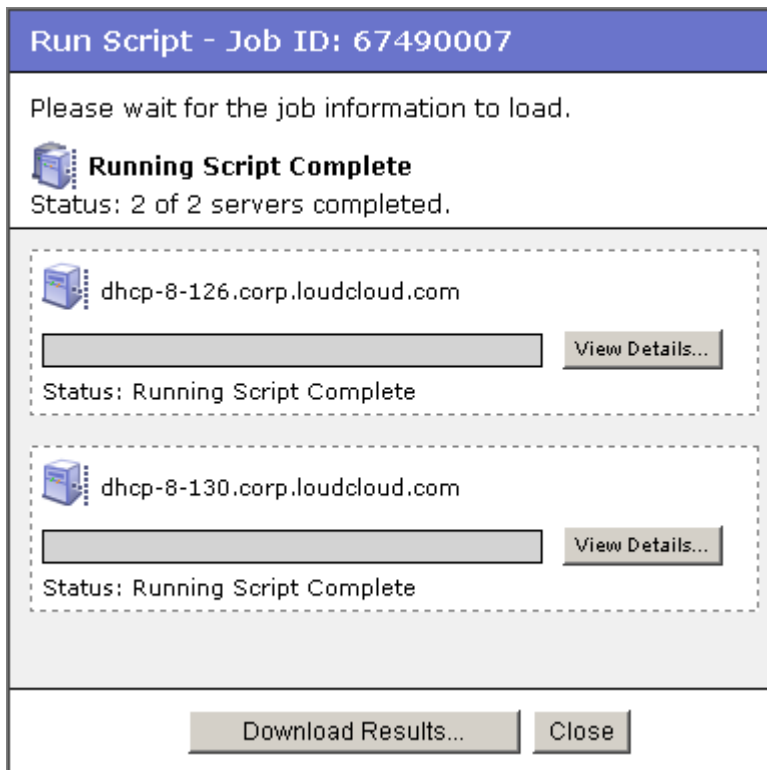 Run Script - Job ID: 67490007
Please wait for the job information to load.
Running Script Complete
Status: 2 of 2 servers completed.
dhcp-8-126.corp.loudcloud.com
View Details...
Status: Running Script Complete
dhcp-8-130.corp.loudcloud.com
View Details...
Status: Running Script Complete
Download Results... Close